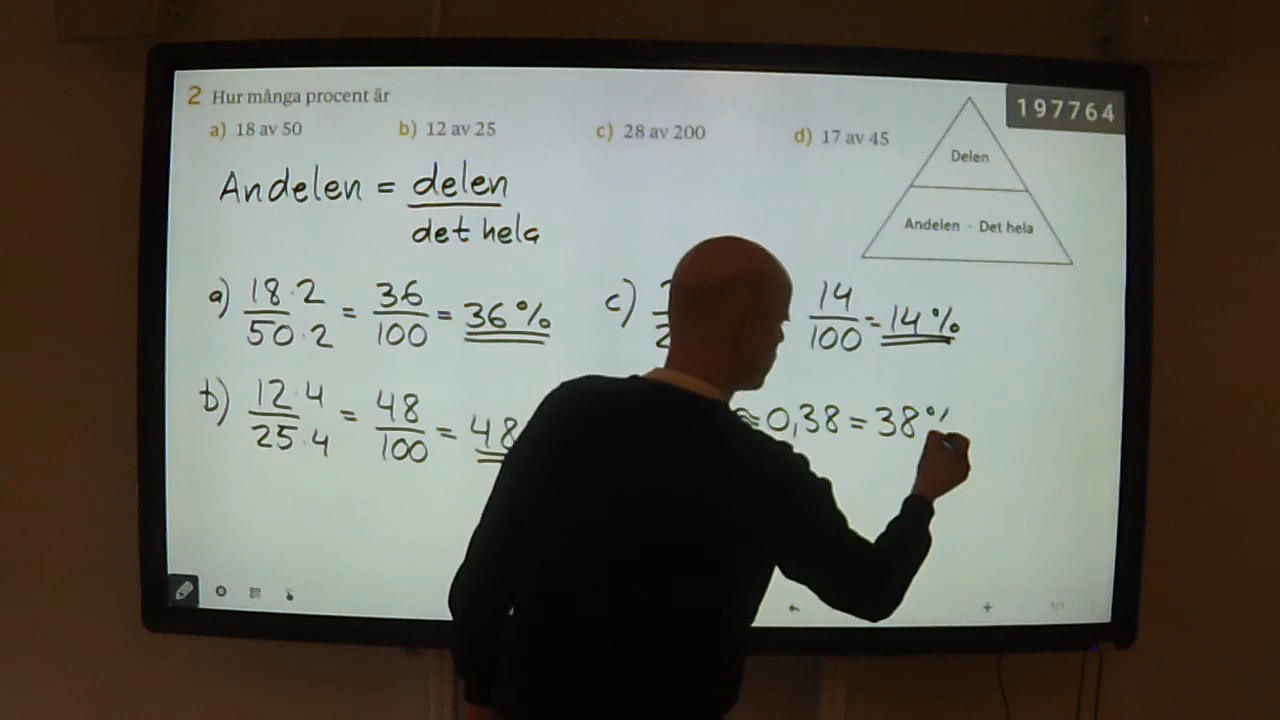 2 Hur många procent är
a) 18 av 50 b) 12 av 25 c) 28 av 200 d) 17 av 45
197764
Delen
Andelen · Det hela
Andelen = delen
det hela
a) 18·2 / 50·2 = 36 / 100 = 36%
c) 14 / 100 = 14%
b) 12·4 / 25·4 = 48 / 100 = 48
≈ 0,38 = 38%
1/1